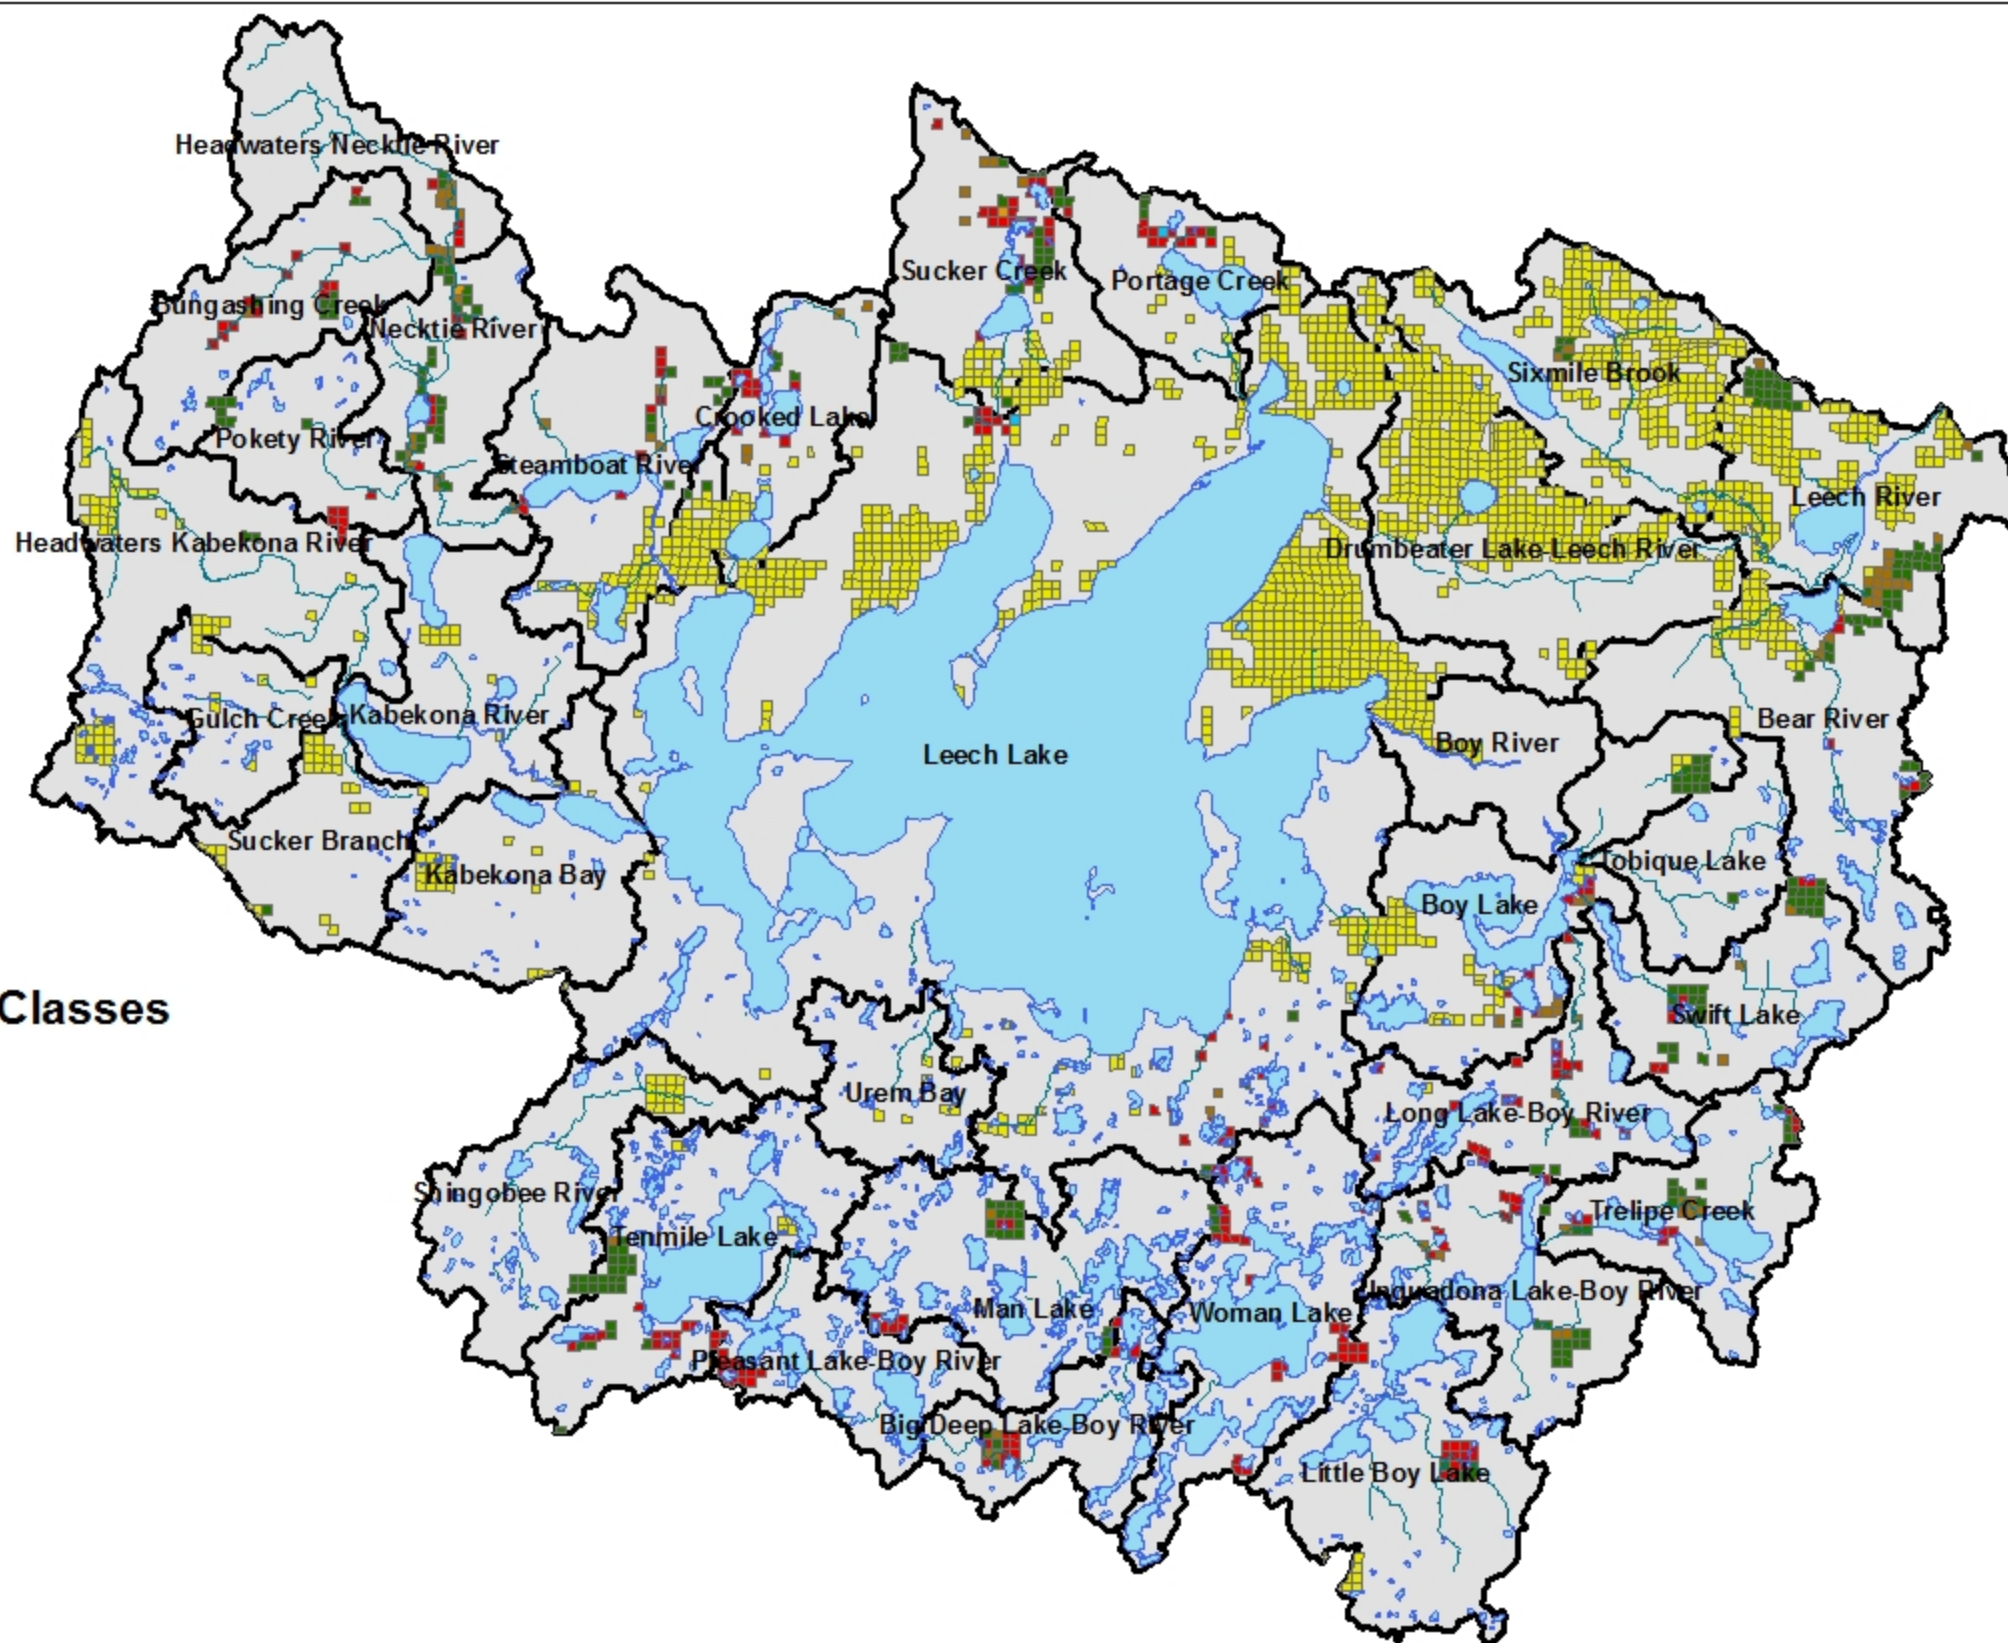 Headwaters Necktie River
Sucker Creek
Portage Creek
Bungashing Creek
Necktie River
Sixmile Brook
Crooked Lake
Pokety River
Steamboat River
Leech River
Headwaters Kabekona River
Drumbeater Lake-Leech River
Gulch Creek
Kabekona River
Bear River
Boy River
Leech Lake
Sucker Branch
Kabekona Bay
Tobique Lake
Boy Lake
Classes
Swift Lake
Urem Bay
Long Lake-Boy River
Shingobee River
Trelipe Creek
Tenmile Lake
Inguadona Lake-Boy River
Man Lake
Woman Lake
Pleasant Lake-Boy River
Big Deep Lake-Boy River
Little Boy Lake